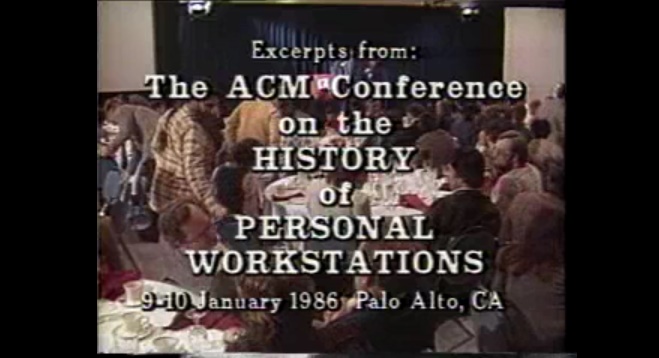 Excerpts from:
The ACM Conference
on the
HISTORY
of
PERSONAL
WORKSTATIONS
9-10 January 1986 Palo Alto, CA